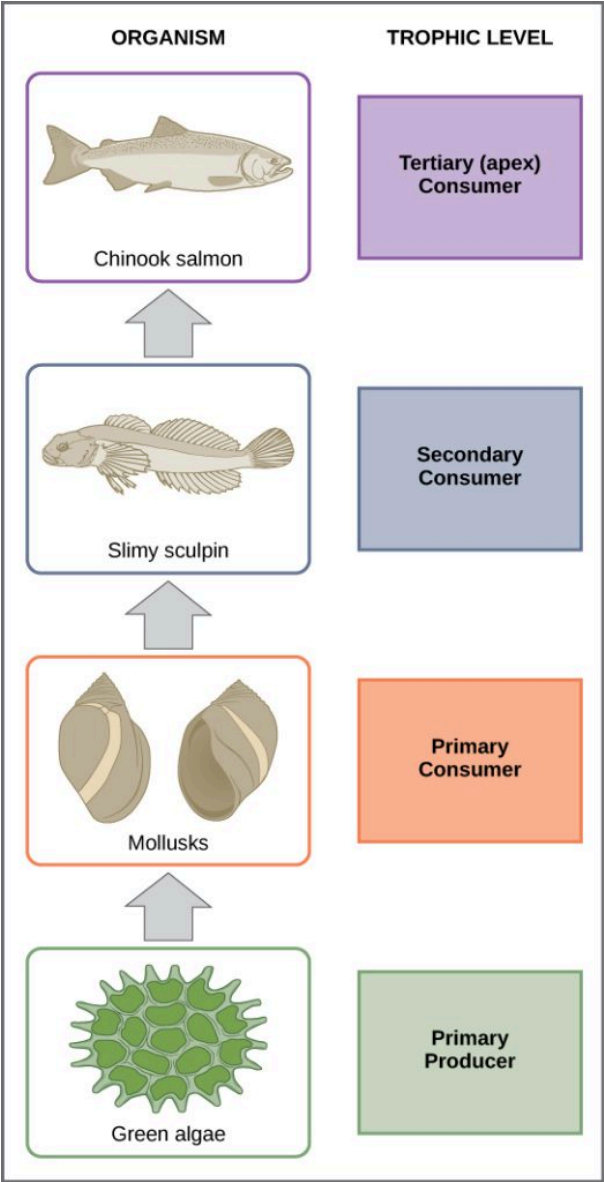 ORGANISM
TROPHIC LEVEL
Chinook salmon
Tertiary (apex)
Consumer
Slimy sculpin
Secondary
Consumer
Mollusks
Primary
Consumer
Green algae
Primary
Producer